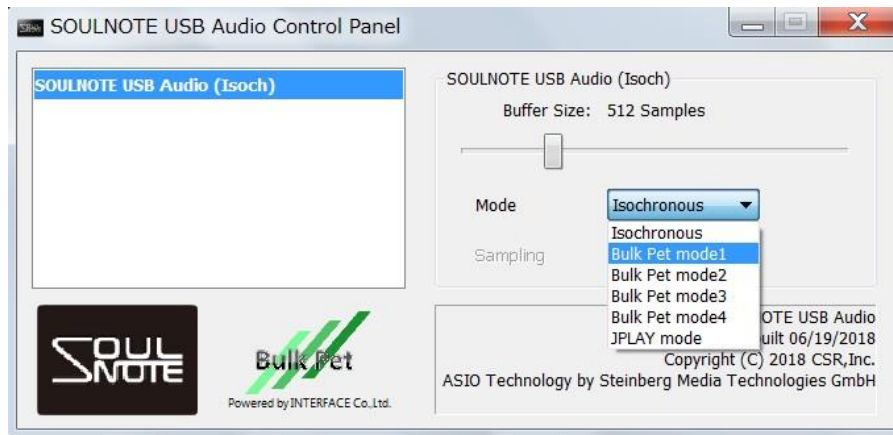 SOULNOTE USB Audio Control Panel
SOULNOTE USB Audio (Isoch)
SOULNOTE USB Audio (Isoch)
Buffer Size: 512 Samples
Mode Isochronous
Isochronous
Bulk Pet mode1
Bulk Pet mode2
Bulk Pet mode3
Bulk Pet mode4
JPLAY mode
Sampling
SOUL
NOTE
Bulk Pet
Powered by INTERFACE Co.,Ltd.
USB Audio
06/19/2018
Copyright (C) 2018 CSR,Inc.
ASIO Technology by Steinberg Media Technologies GmbH